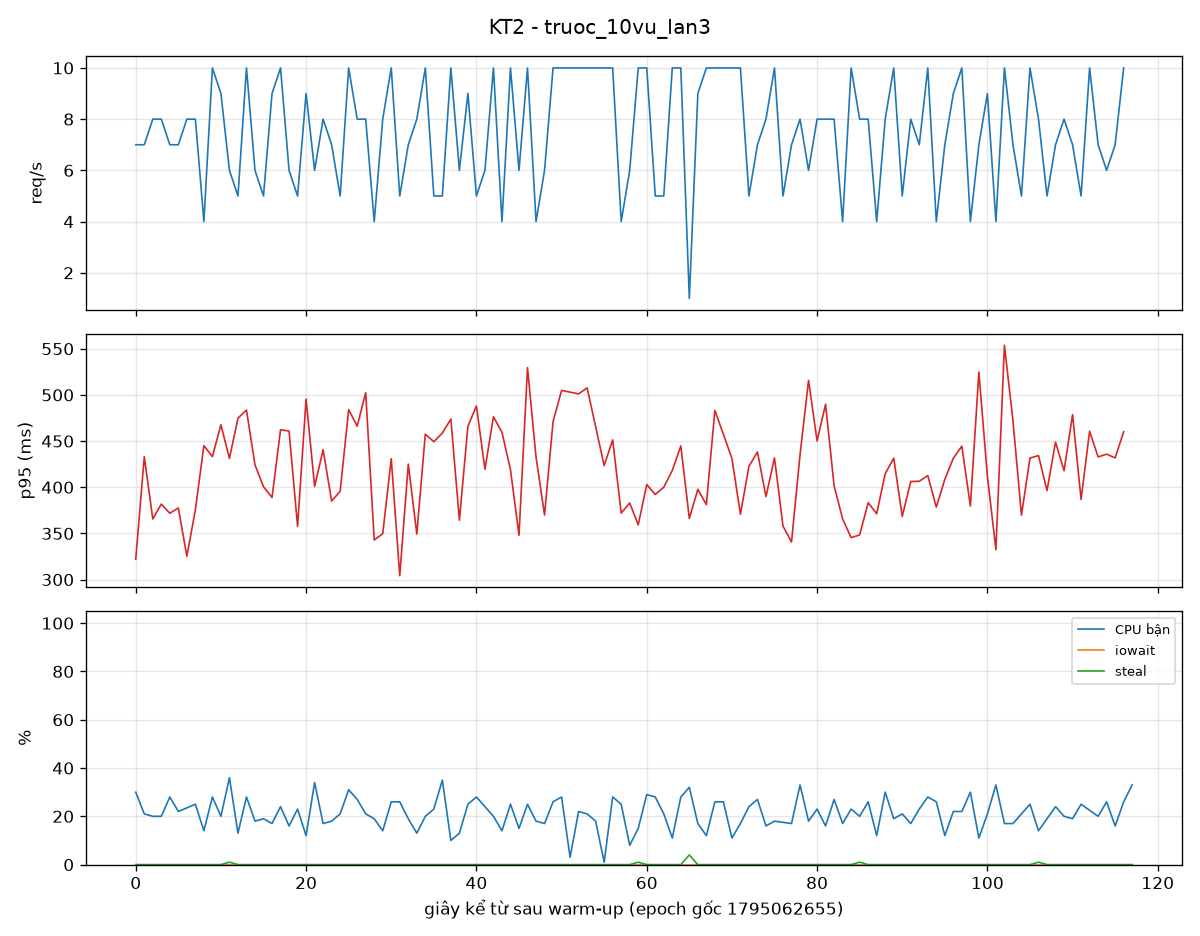 KT2 - truoc_10vu_lan3
req/s
10
8
6
4
2
p95 (ms)
550
500
450
400
350
300
%
100
80
60
40
20
0
CPU bận
iowait
steal
0 20 40 60 80 100 120
giây kể từ sau warm-up (epoch gốc 1795062655)